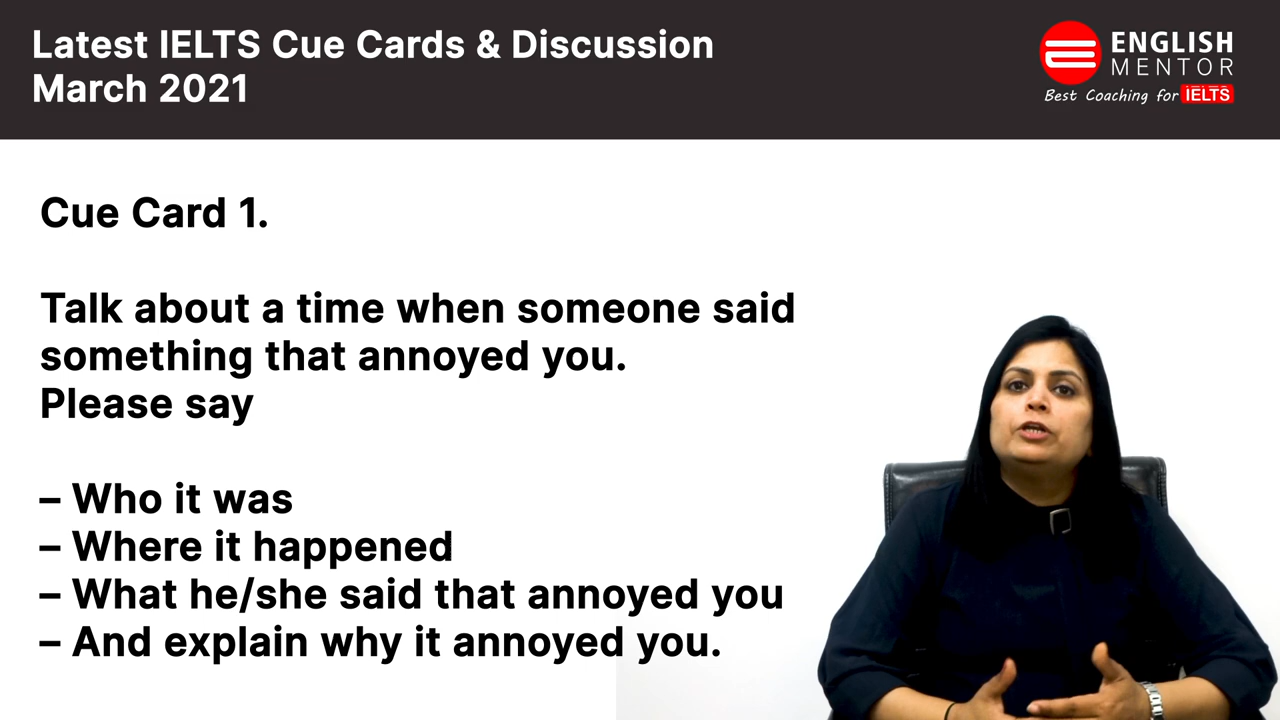 Latest IELTS Cue Cards & Discussion
March 2021
ENGLISH
MENTOR
Best Coaching for IELTS
Cue Card 1.
Talk about a time when someone said
something that annoyed you.
Please say
– Who it was
– Where it happened
– What he/she said that annoyed you
– And explain why it annoyed you.